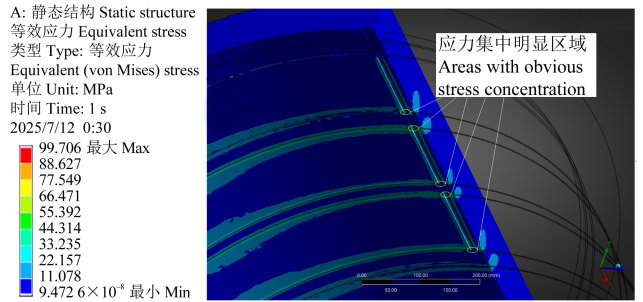 A: 静态结构 Static structure
等效应力 Equivalent stress
类型 Type: 等效应力
Equivalent (von Mises) stress
单位 Unit: MPa
时间 Time: 1 s
2025/7/12 0:30
99.706 最大 Max
88.627
77.549
66.471
55.392
44.314
33.235
22.157
11.078
9.472 6×10⁻⁸ 最小 Min
应力集中明显区域
Areas with obvious
stress concentration
0.00 100.00 200.00 (mm)
50.00 150.00